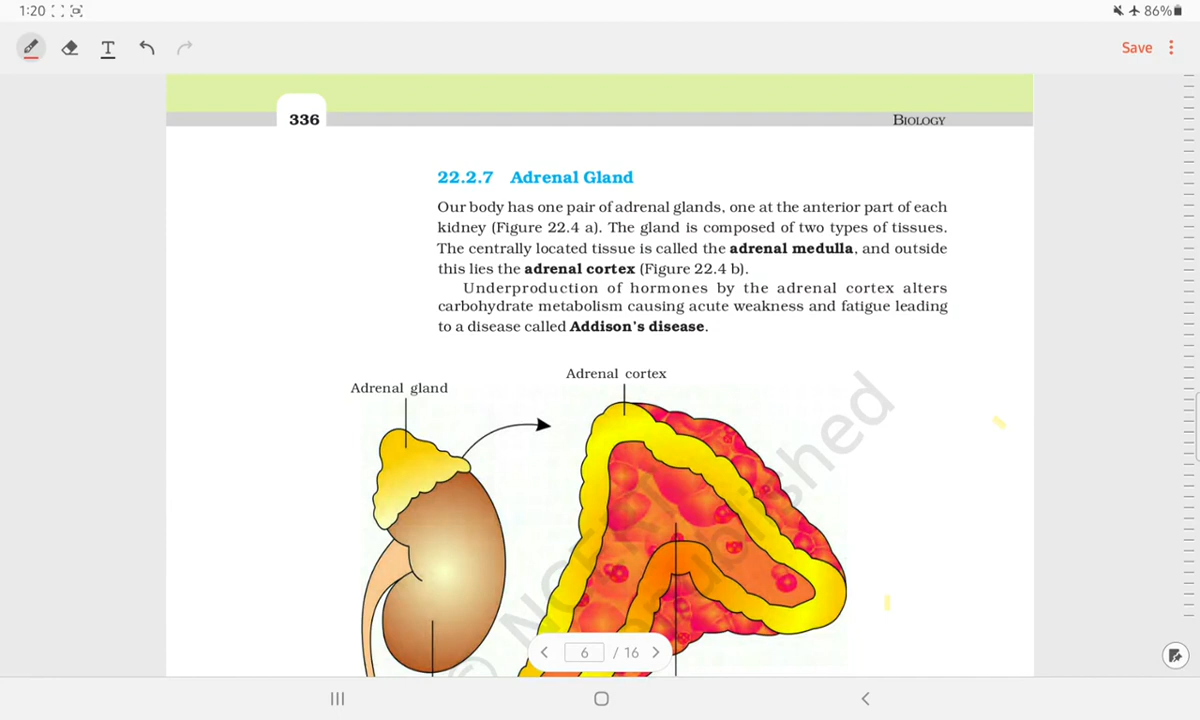 1:20
86%
T
Save
336
BIOLOGY
22.2.7 Adrenal Gland
Our body has one pair of adrenal glands, one at the anterior part of each
kidney (Figure 22.4 a). The gland is composed of two types of tissues.
The centrally located tissue is called the adrenal medulla, and outside
this lies the adrenal cortex (Figure 22.4 b).
Underproduction of hormones by the adrenal cortex alters
carbohydrate metabolism causing acute weakness and fatigue leading
to a disease called Addison's disease.
Adrenal cortex
Adrenal gland
6 / 16